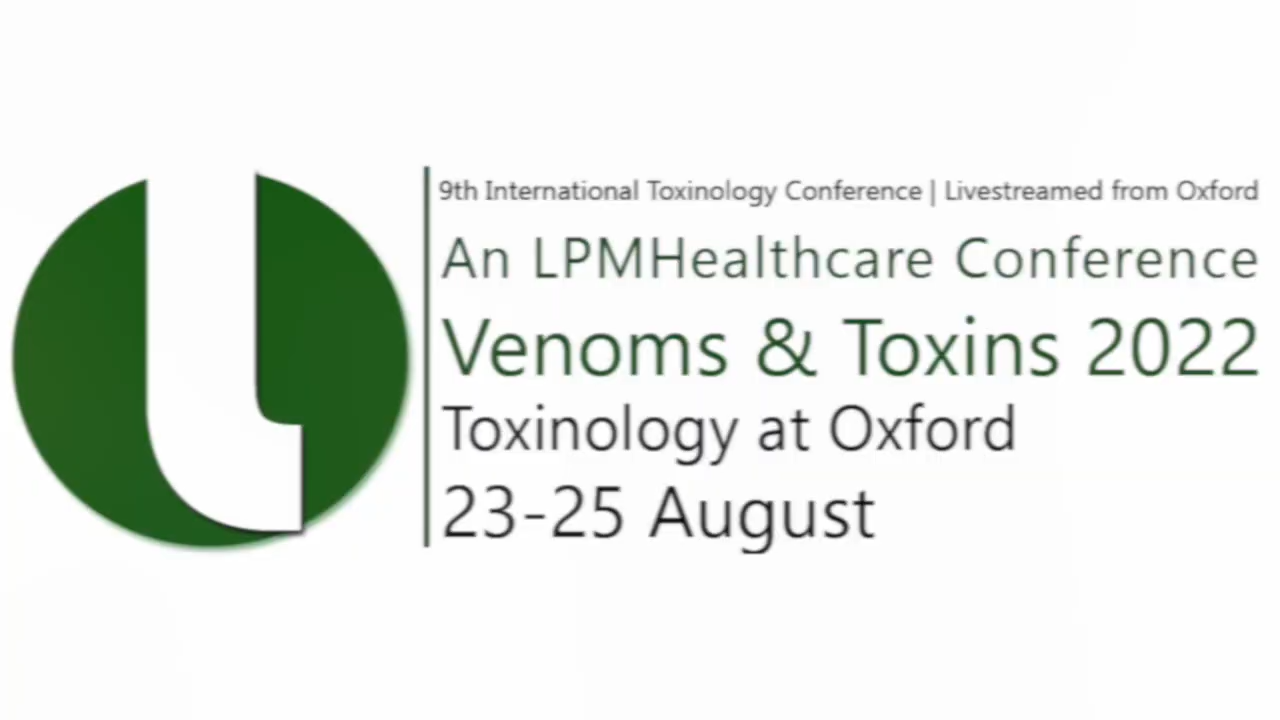 9th International Toxinology Conference | Livestreamed from Oxford
An LPMHealthcare Conference
Venoms & Toxins 2022
Toxinology at Oxford
23-25 August